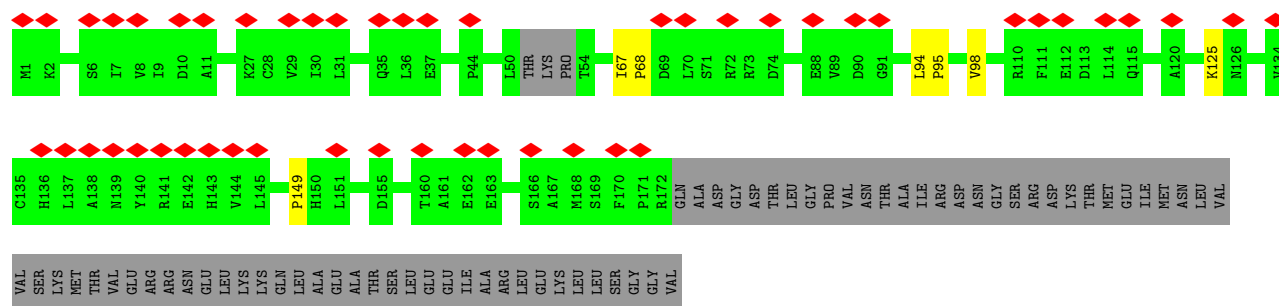 M1 K2 S6 I7 V8 I9 D10 A11 K27 C28 V29 I30 L31 Q35 L36 E37 P44 L50 THR LYS PRO T54 I67 P68 D69 L70 S71 R72 R73 D74 E88 V89 D90 G91 L94 P95 V98 R110 F111 E112 D113 L114 Q115 A120 K125 N126 V134
C135 H136 L137 A138 N139 Y140 R141 E142 H143 V144 L145 P149 H150 L151 D155 T160 A161 E162 E163 S166 A167 M168 S169 F170 P171 R172 GLN ALA ASP GLY ASP THR LEU GLY PRO VAL ASN THR ALA ILE ARG ASP ASN GLY SER ARG ASP LYS THR MET GLU ILE MET ASN LEU VAL
VAL SER LYS MET THR VAL GLU ARG ARG ASN GLU LEU LYS LYS GLN LEU ALA GLU ALA THR SER LEU GLU GLU ILE ALA ARG LEU GLU LYS LEU LEU SER GLY GLY VAL